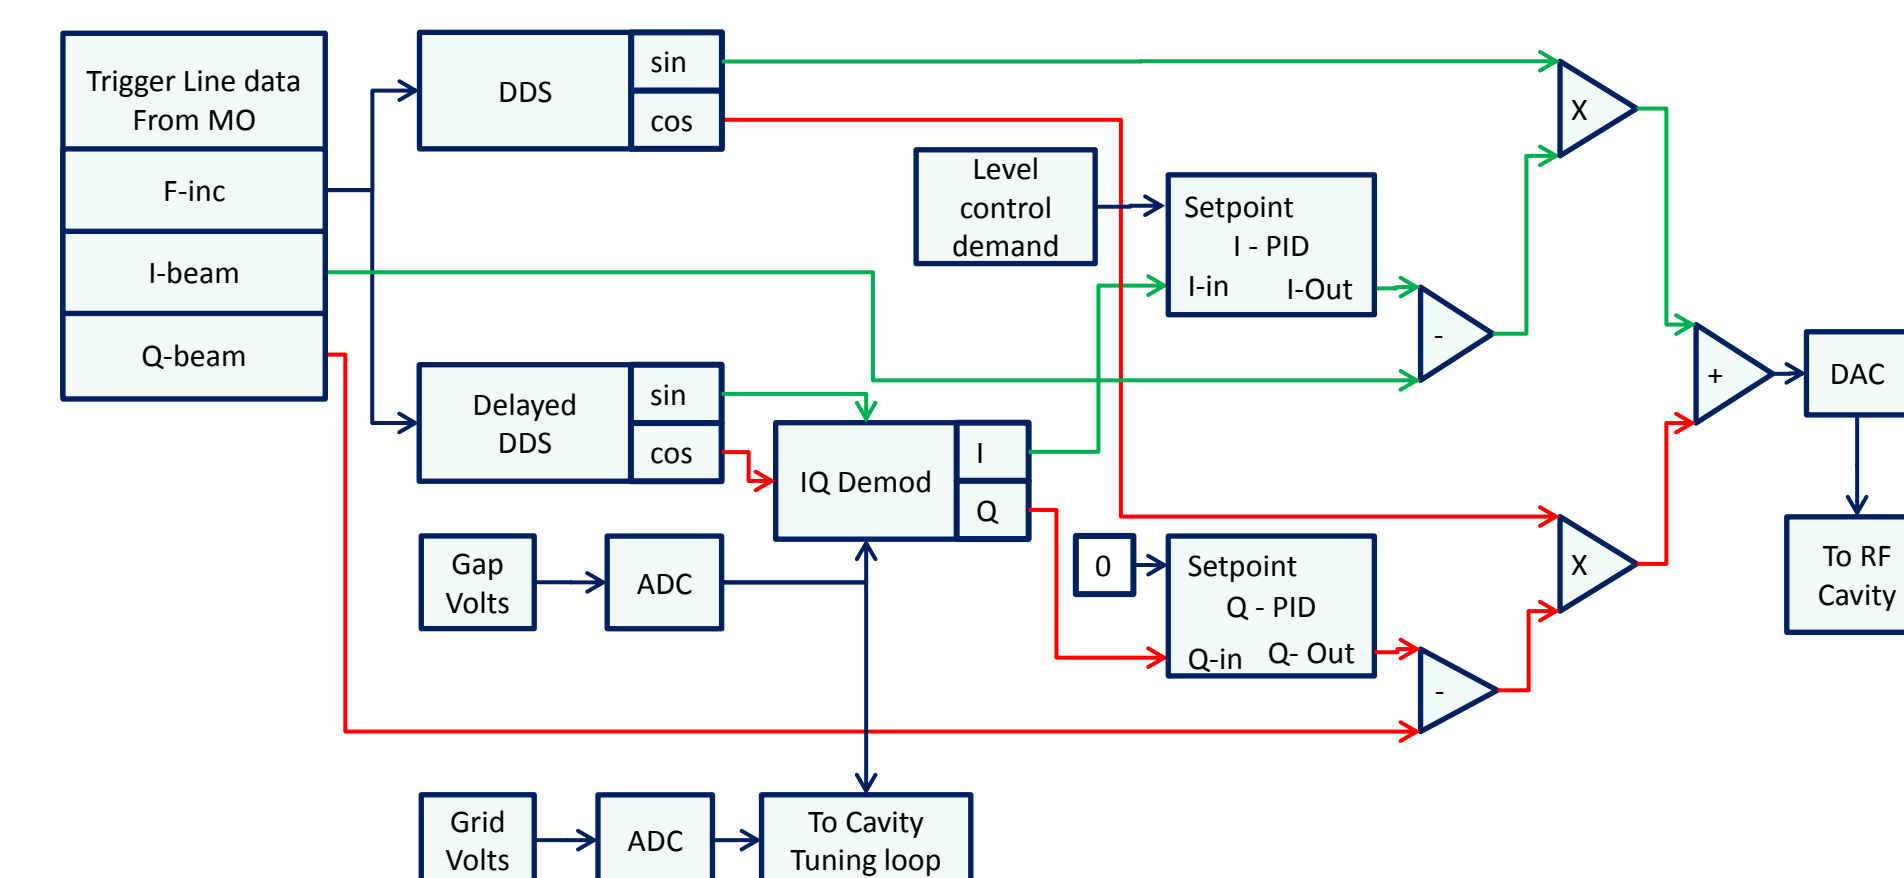 Trigger Line data
From MO
F-inc
I-beam
Q-beam
DDS
sin
cos
Delayed
DDS
sin
cos
Gap
Volts
ADC
Grid
Volts
ADC
To Cavity
Tuning loop
IQ Demod
I
Q
Level
control
demand
Setpoint
I - PID
I-in I-Out
0
Setpoint
Q - PID
Q-in Q- Out
-
-
X
X
+
DAC
To RF
Cavity